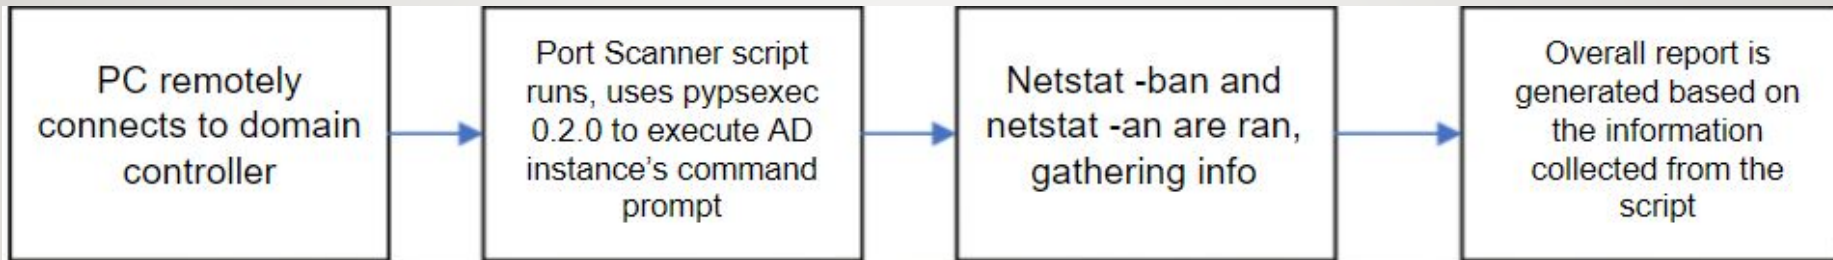 PC remotely
connects to domain
controller
Port Scanner script
runs, uses pypsexec
0.2.0 to execute AD
instance’s command
prompt
Netstat -ban and
netstat -an are ran,
gathering info
Overall report is
generated based on
the information
collected from the
script